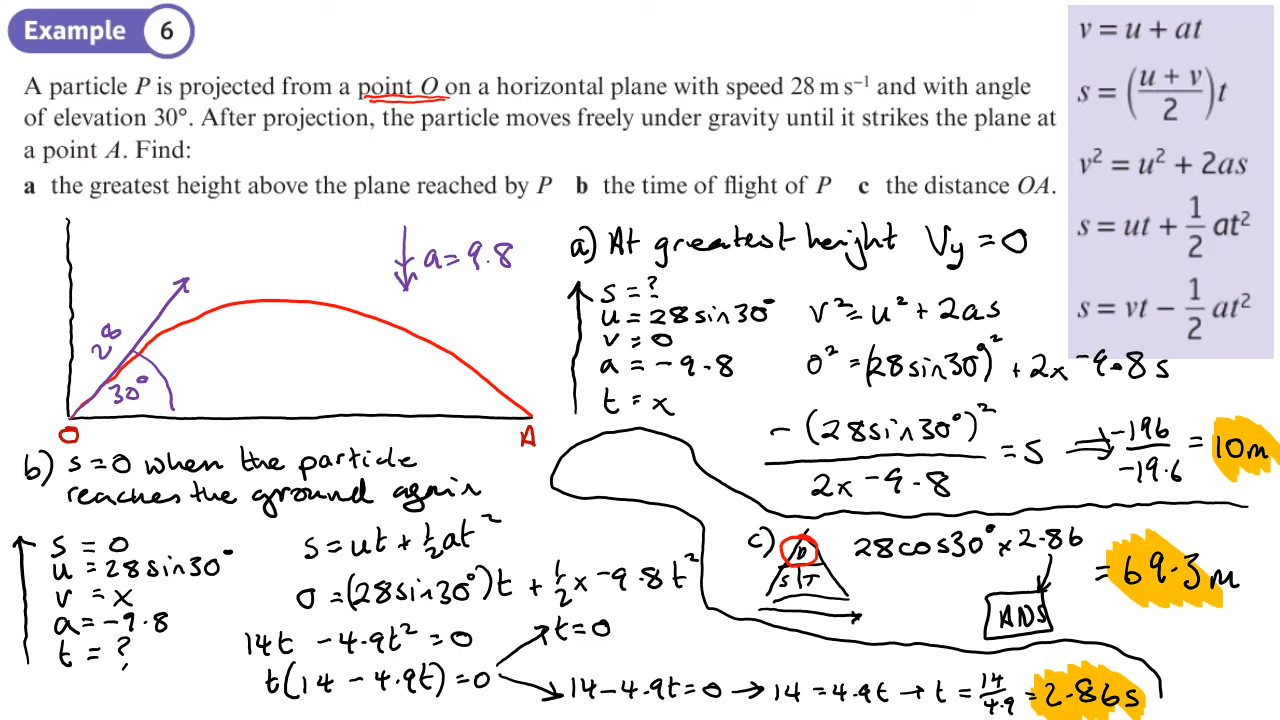 Example 6
A particle P is projected from a point O on a horizontal plane with speed 28 m s⁻¹ and with angle
of elevation 30°. After projection, the particle moves freely under gravity until it strikes the plane at
a point A. Find:
a the greatest height above the plane reached by P b the time of flight of P c the distance OA.
v = u + at
s = ((u + v)/2)t
v² = u² + 2as
s = ut + 1/2 at²
s = vt − 1/2 at²
a = 9.8
28
30°
O A
a) At greatest height Vy = 0
s = ?
u = 28sin30°
v = 0
a = -9.8
t = x
v² = u² + 2as
0² = (28sin30°)² + 2x -9.8s
-(28sin30°)²/(2x -9.8) = s ⇒ -196/-19.6 = 10m
b) s = 0 when the particle
reaches the ground again
s = 0
u = 28sin30°
v = x
a = -9.8
t = ?
s = ut + ½at²
0 = (28sin30°)t + ½x -9.8t²
14t - 4.9t² = 0
t(14 - 4.9t) = 0
t = 0
14 - 4.9t = 0 → 14 = 4.9t → t = 14/4.9 = 2.86s
c) D
S T
28cos30° x 2.86
= 69.3m
ANS